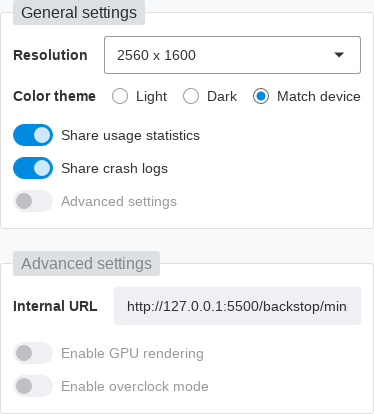 General settings
Resolution 2560 x 1600
Color theme Light Dark Match device
Share usage statistics
Share crash logs
Advanced settings
Advanced settings
Internal URL http://127.0.0.1:5500/backstop/min
Enable GPU rendering
Enable overclock mode